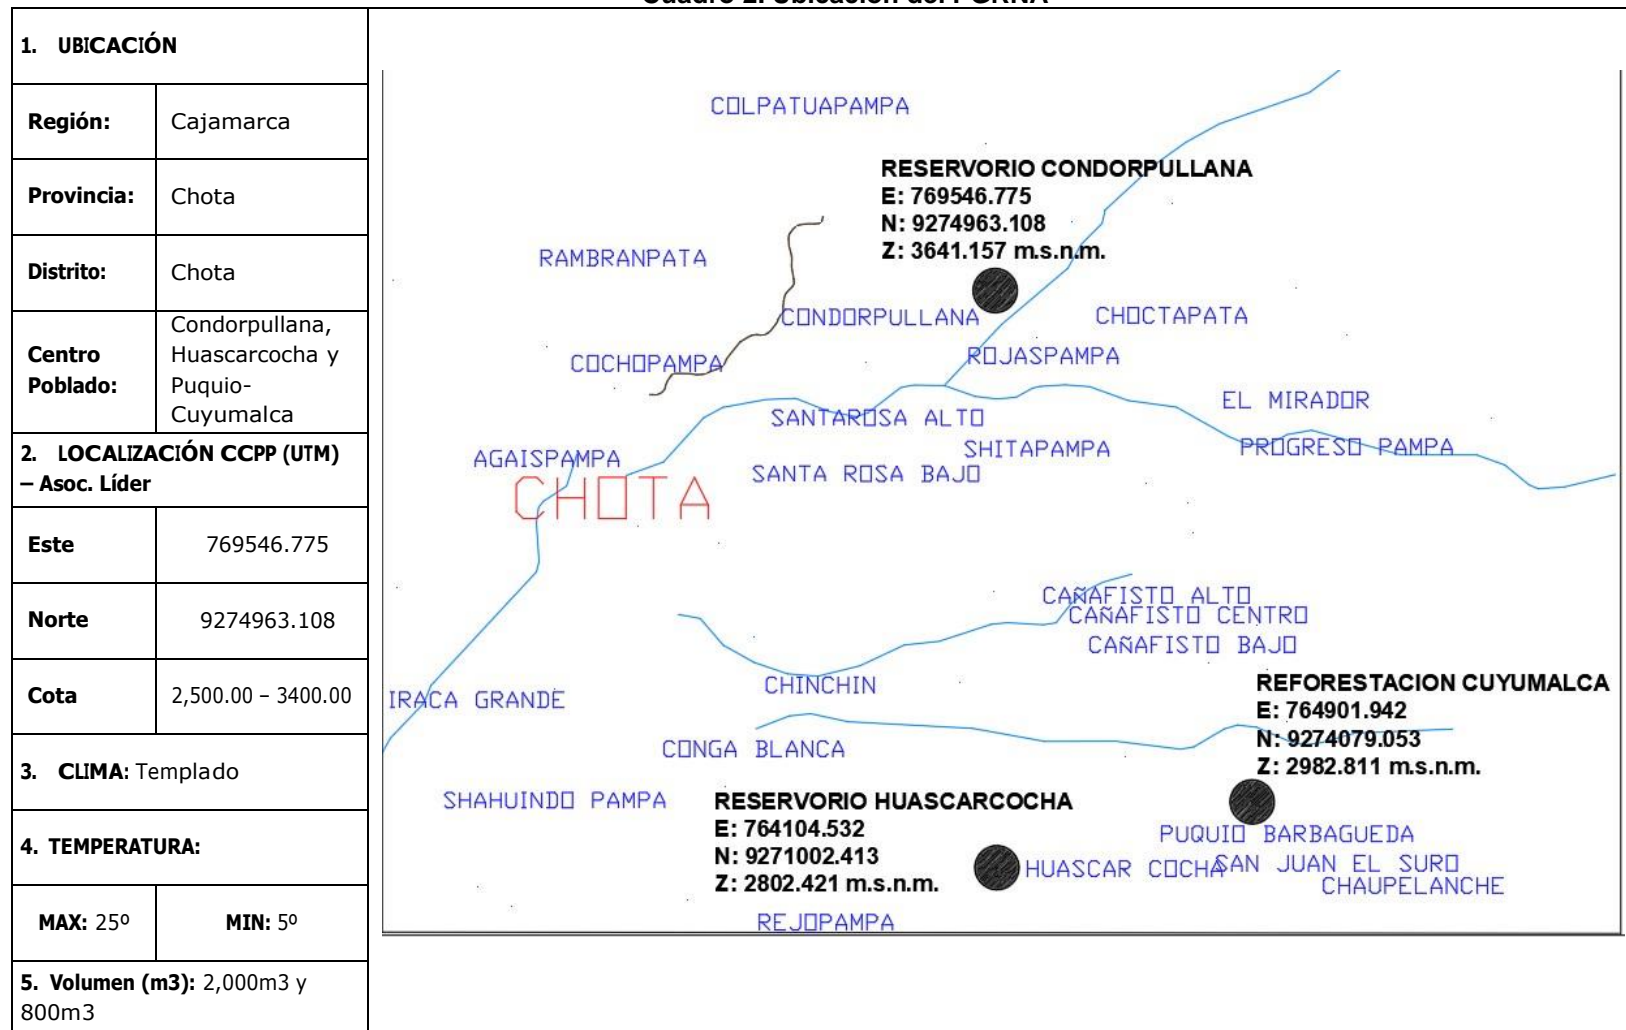 Cuadro 2. Ubicación del PGRNA
1. UBICACIÓN
Región:
Cajamarca
Provincia:
Chota
Distrito:
Chota
Centro
Poblado:
Condorpullana,
Huascarcocha y
Puquio-
Cuyumalca
2. LOCALIZACIÓN CCPP (UTM)
– Asoc. Líder
Este
769546.775
Norte
9274963.108
Cota
2,500.00 – 3400.00
3. CLIMA: Templado
4. TEMPERATURA:
MAX: 25º
MIN: 5º
5. Volumen (m3): 2,000m3 y
800m3
COLPATUAPAMPA
RESERVORIO CONDORPULLANA
E: 769546.775
N: 9274963.108
Z: 3641.157 m.s.n.m.
RAMBRANPATA
CONDORPULLANA
CHOCTAPATA
COCHOPAMPA
ROJASPAMPA
EL MIRADOR
SANTAROSA ALTO
SHITAPAMPA
PROGRESO PAMPA
AGAISPAMPA
SANTA ROSA BAJO
CHOTA
CAÑAFISTO ALTO
CAÑAFISTO CENTRO
CAÑAFISTO BAJO
CHINCHIN
IRACA GRANDE
REFORESTACION CUYUMALCA
E: 764901.942
N: 9274079.053
Z: 2982.811 m.s.n.m.
CONGA BLANCA
SHAHUINDO PAMPA
RESERVORIO HUASCARCOCHA
E: 764104.532
N: 9271002.413
Z: 2802.421 m.s.n.m.
PUQUIO BARBAGUEDA
HUASCAR COCHA
SAN JUAN EL SURO
CHAUPELANCHE
REJOPAMPA